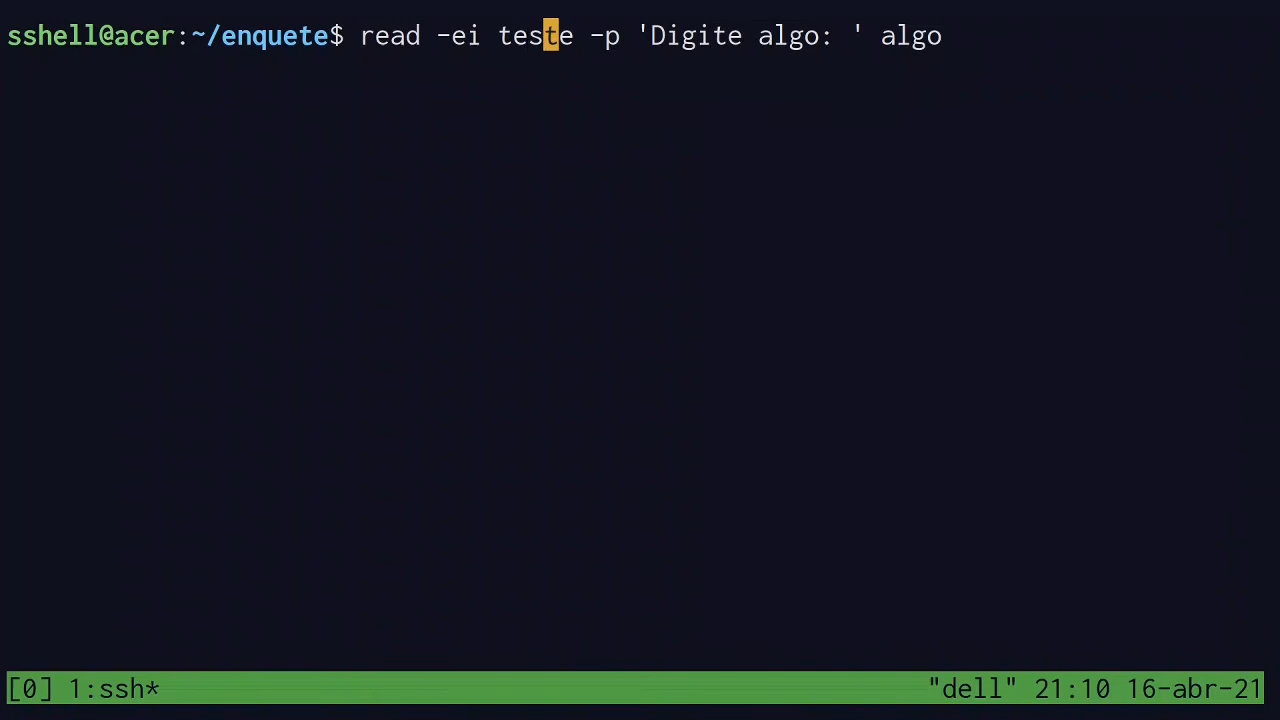 sshell@acer:~/enquete$ read -ei teste -p 'Digite algo: ' algo
[0] 1:ssh* "dell" 21:10 16-abr-21